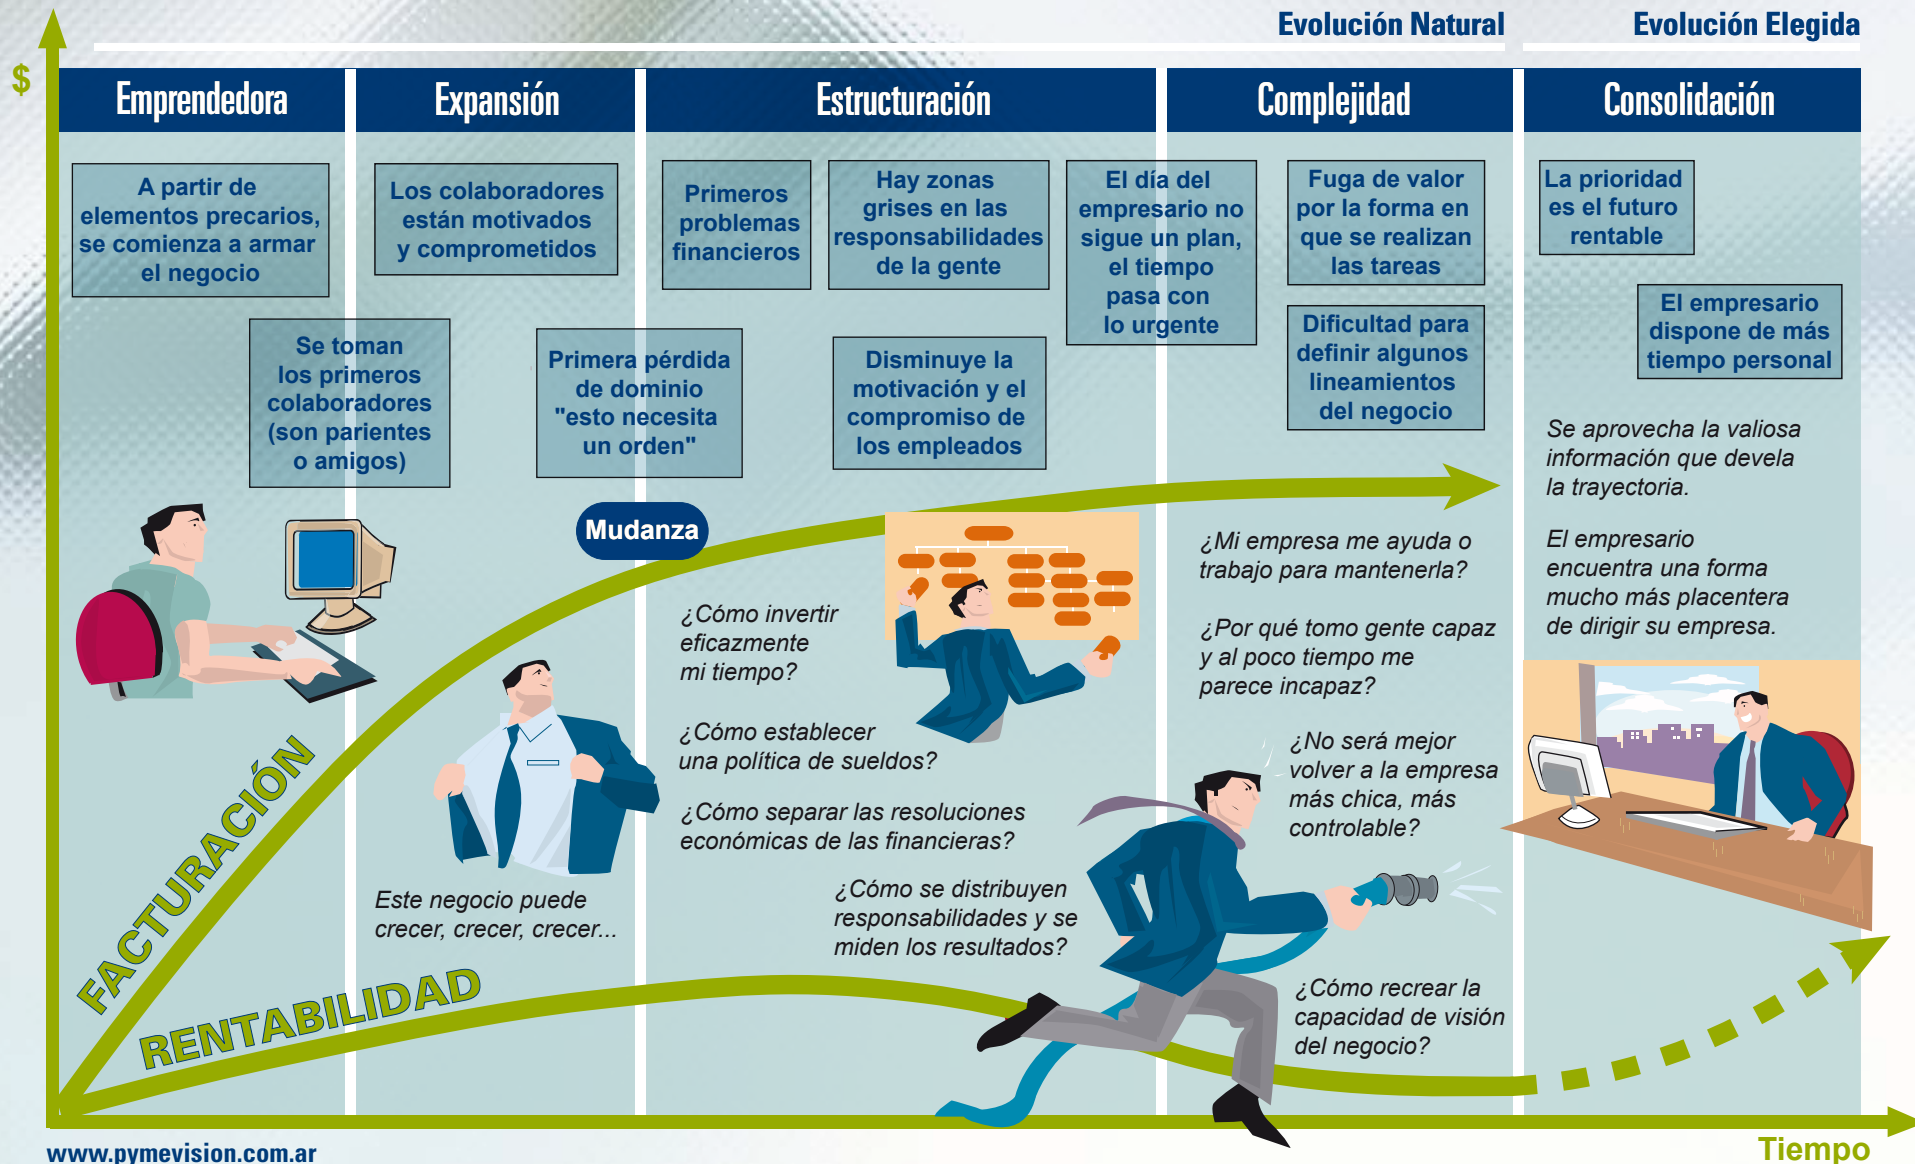 Evolución Natural
Evolución Elegida
$
Emprendedora
Expansión
Estructuración
Complejidad
Consolidación
A partir de
elementos precarios,
se comienza a armar
el negocio
Se toman
los primeros
colaboradores
(son parientes
o amigos)
Los colaboradores
están motivados
y comprometidos
Primera pérdida
de dominio
"esto necesita
un orden"
Mudanza
Primeros
problemas
financieros
Hay zonas
grises en las
responsabilidades
de la gente
Disminuye la
motivación y el
compromiso de
los empleados
El día del
empresario no
sigue un plan,
el tiempo
pasa con
lo urgente
Fuga de valor
por la forma en
que se realizan
las tareas
Dificultad para
definir algunos
lineamientos
del negocio
La prioridad
es el futuro
rentable
El empresario
dispone de más
tiempo personal
Se aprovecha la valiosa
información que devela
la trayectoria.
El empresario
encuentra una forma
mucho más placentera
de dirigir su empresa.
Este negocio puede
crecer, crecer, crecer...
¿Cómo invertir
eficazmente
mi tiempo?
¿Cómo establecer
una política de sueldos?
¿Cómo separar las resoluciones
económicas de las financieras?
¿Cómo se distribuyen
responsabilidades y se
miden los resultados?
¿Mi empresa me ayuda o
trabajo para mantenerla?
¿Por qué tomo gente capaz
y al poco tiempo me
parece incapaz?
¿No será mejor
volver a la empresa
más chica, más
controlable?
¿Cómo recrear la
capacidad de visión
del negocio?
FACTURACIÓN
RENTABILIDAD
www.pymevision.com.ar
Tiempo